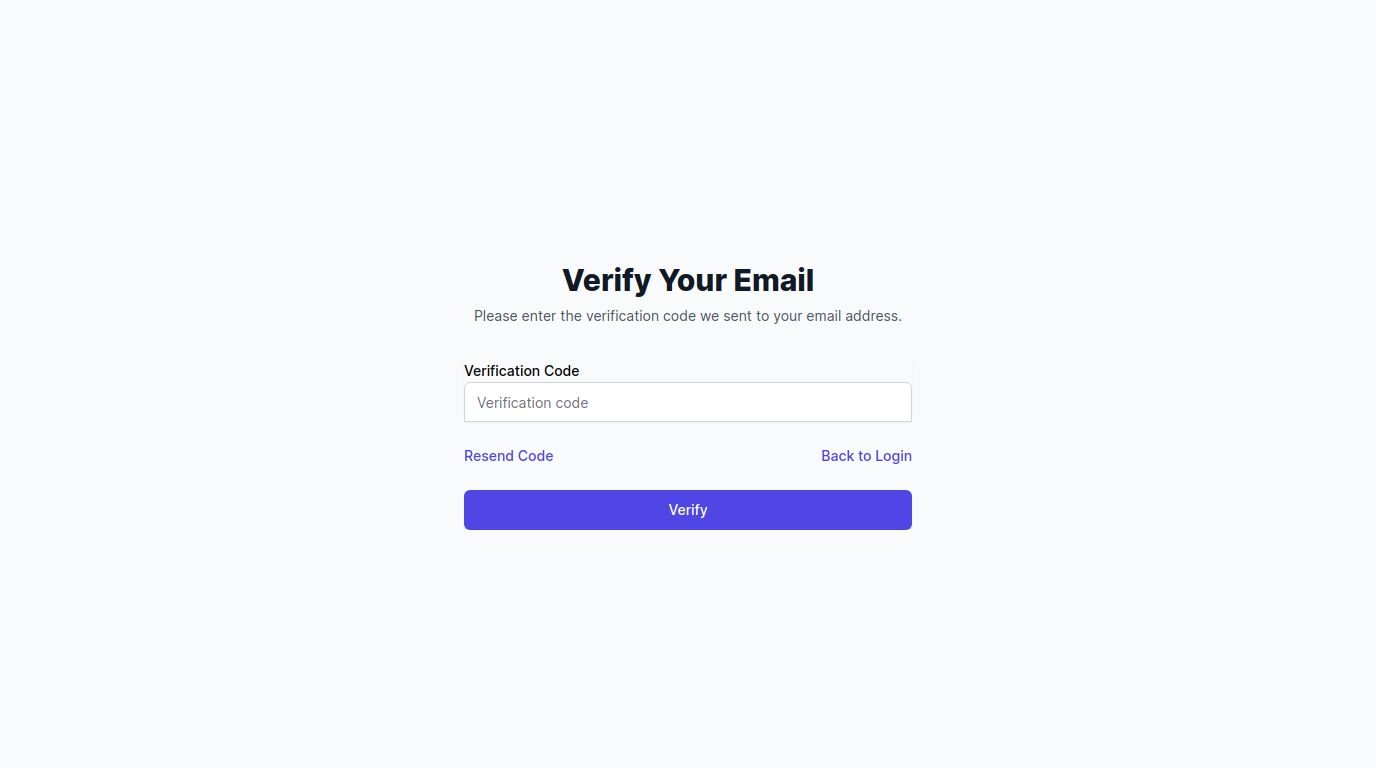 Verify Your Email
Please enter the verification code we sent to your email address.
Verification Code
Verification code
Resend Code
Back to Login
Verify